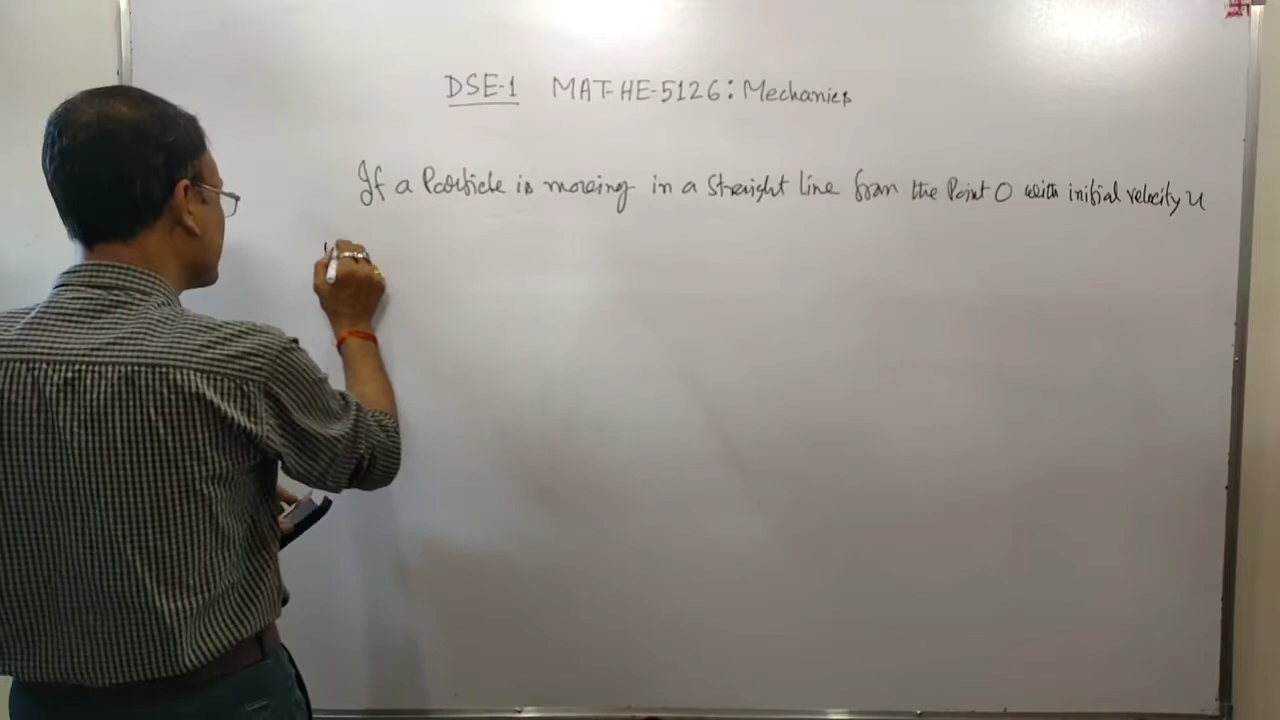 DSE-1 MAT-HE-5126: Mechanics
If a Particle is moving in a straight line from the Point O with initial velocity u